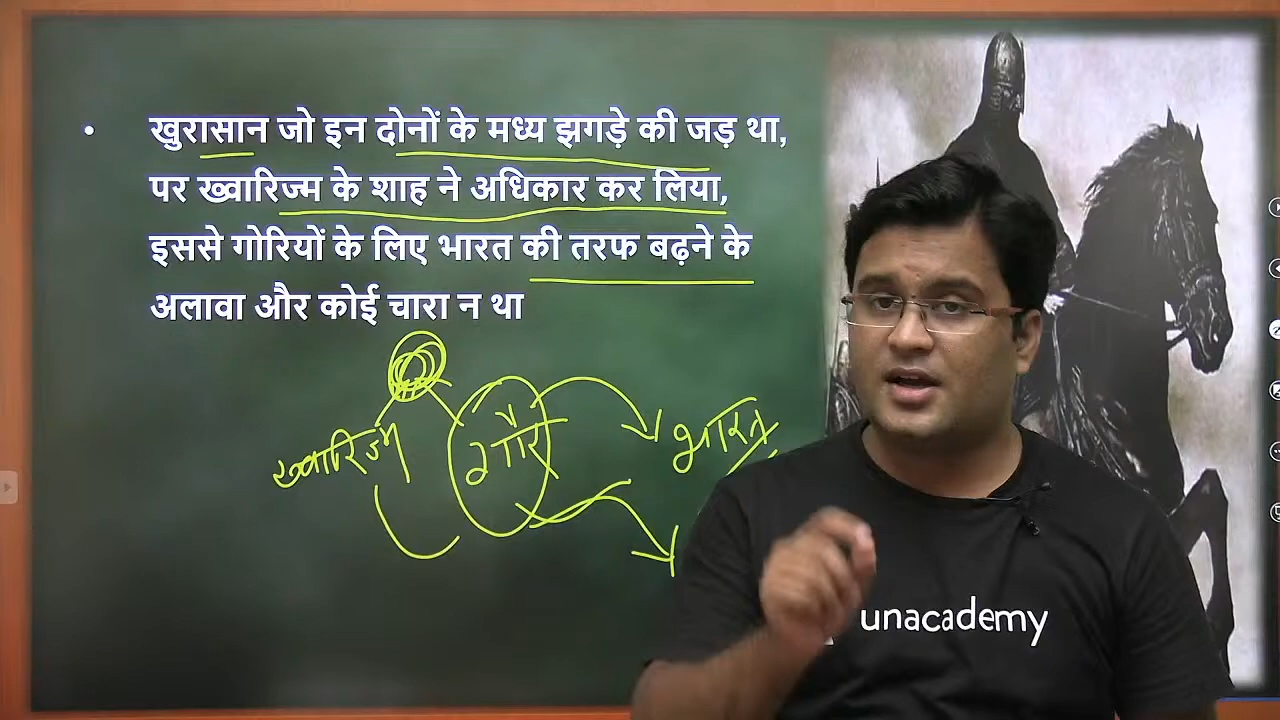 • खुरासान जो इन दोनों के मध्य झगड़े की जड़ था,
पर ख्वारिज्म के शाह ने अधिकार कर लिया,
इससे गोरियों के लिए भारत की तरफ बढ़ने के
अलावा और कोई चारा न था
ख्वारिज्म गौर भारत
unacademy